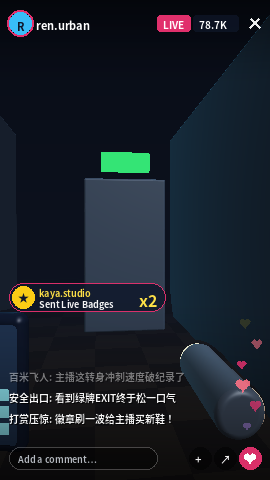 R
ren.urban
LIVE
78.7K
kaya.studio
Sent Live Badges
x2
百米飞人: 主播这转身冲刺速度破纪录了
安全出口: 看到绿牌EXIT终于松一口气
打赏压惊: 徽章刷一波给主播买新鞋！
Add a comment...